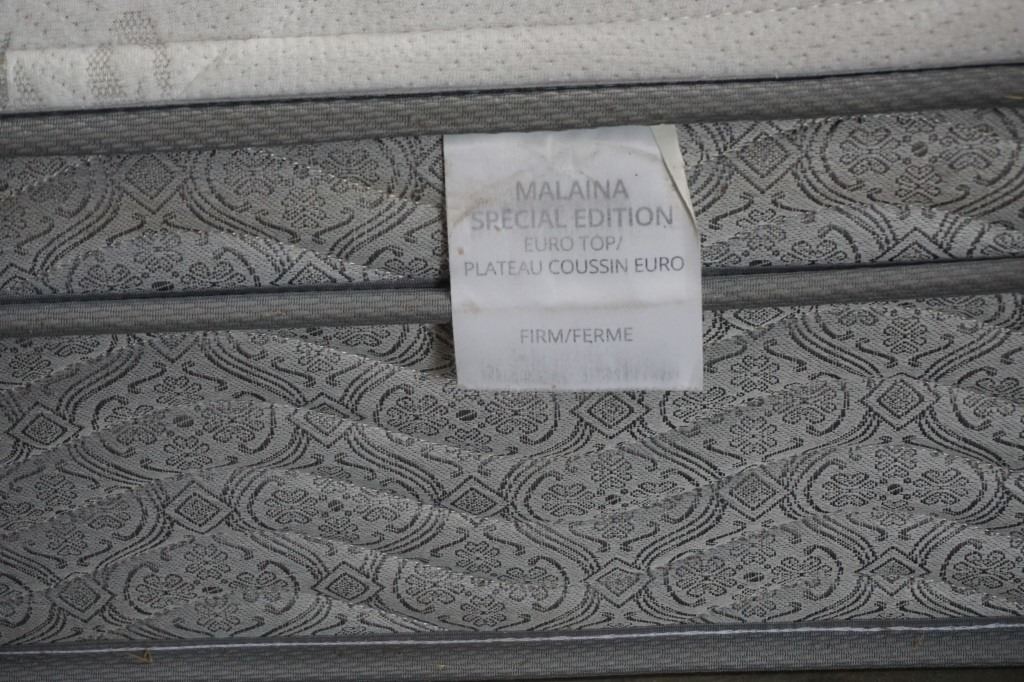 MALAINA
SPECIAL EDITION
EURO TOP/
PLATEAU COUSSIN EURO
FIRM/FERME